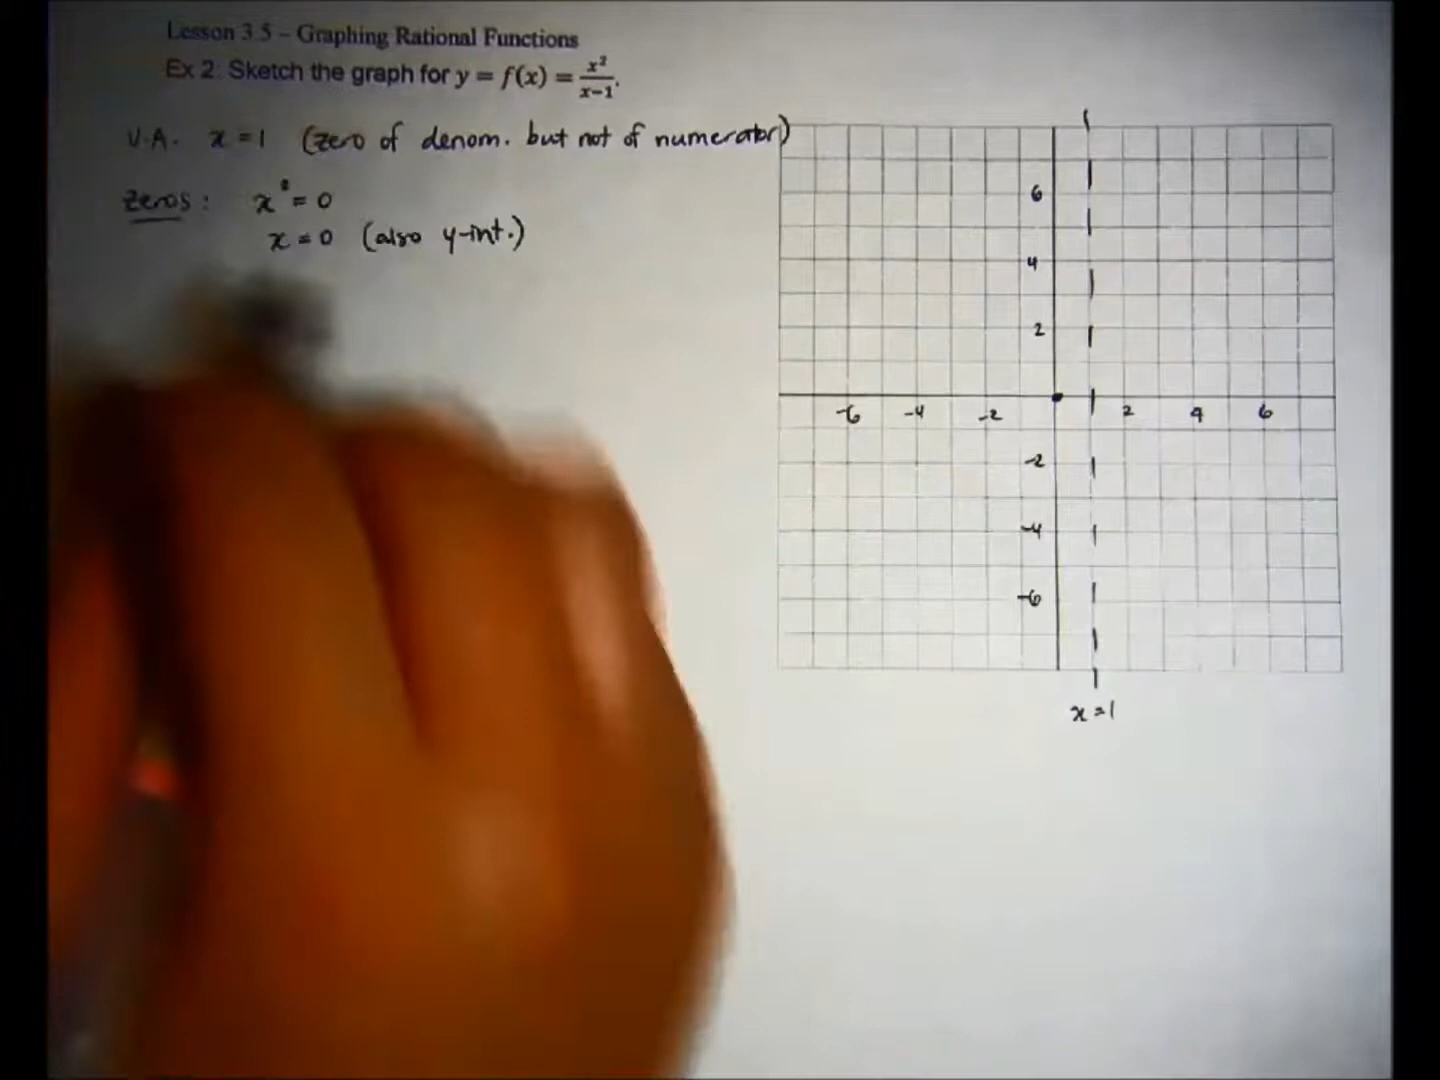 Lesson 3.5 – Graphing Rational Functions
Ex 2: Sketch the graph for y = f(x) = x²/x−1.
V.A. x = 1 (zero of denom. but not of numerator)
zeros: x² = 0
x = 0 (also y-int.)
6
4
2
-6 -4 -2 2 4 6
-2
-4
-6
x = 1